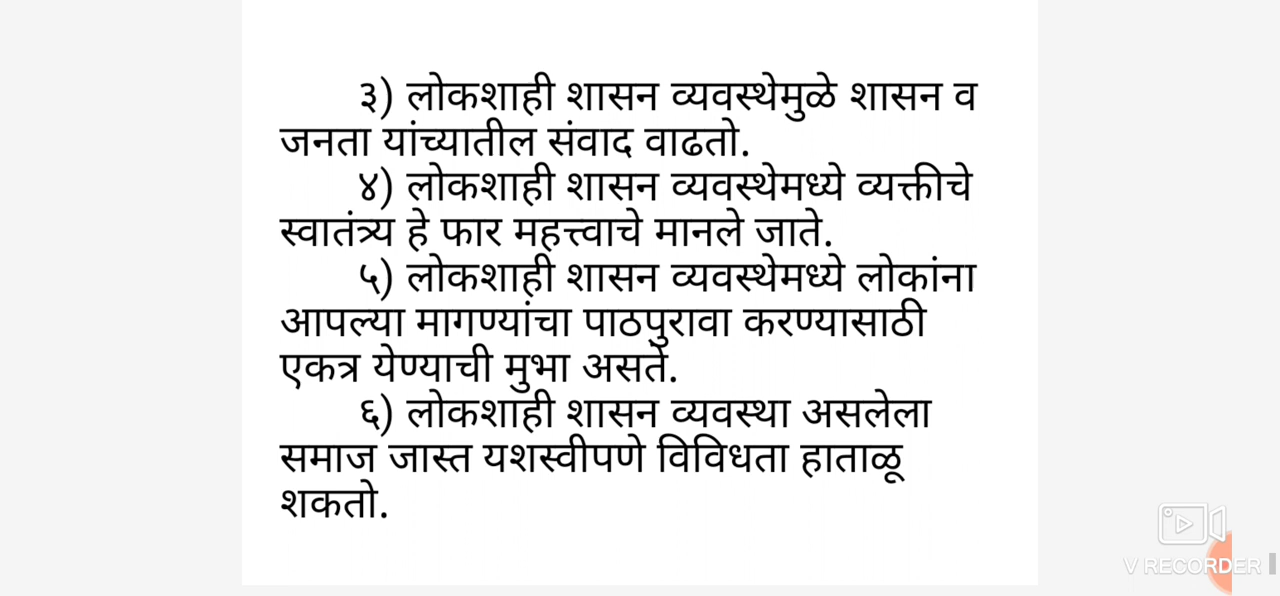 ३) लोकशाही शासन व्यवस्थेमुळे शासन व
जनता यांच्यातील संवाद वाढतो.
४) लोकशाही शासन व्यवस्थेमध्ये व्यक्तीचे
स्वातंत्र्य हे फार महत्त्वाचे मानले जाते.
५) लोकशाही शासन व्यवस्थेमध्ये लोकांना
आपल्या मागण्यांचा पाठपुरावा करण्यासाठी
एकत्र येण्याची मुभा असते.
६) लोकशाही शासन व्यवस्था असलेला
समाज जास्त यशस्वीपणे विविधता हाताळू
शकतो.
V RECORDER